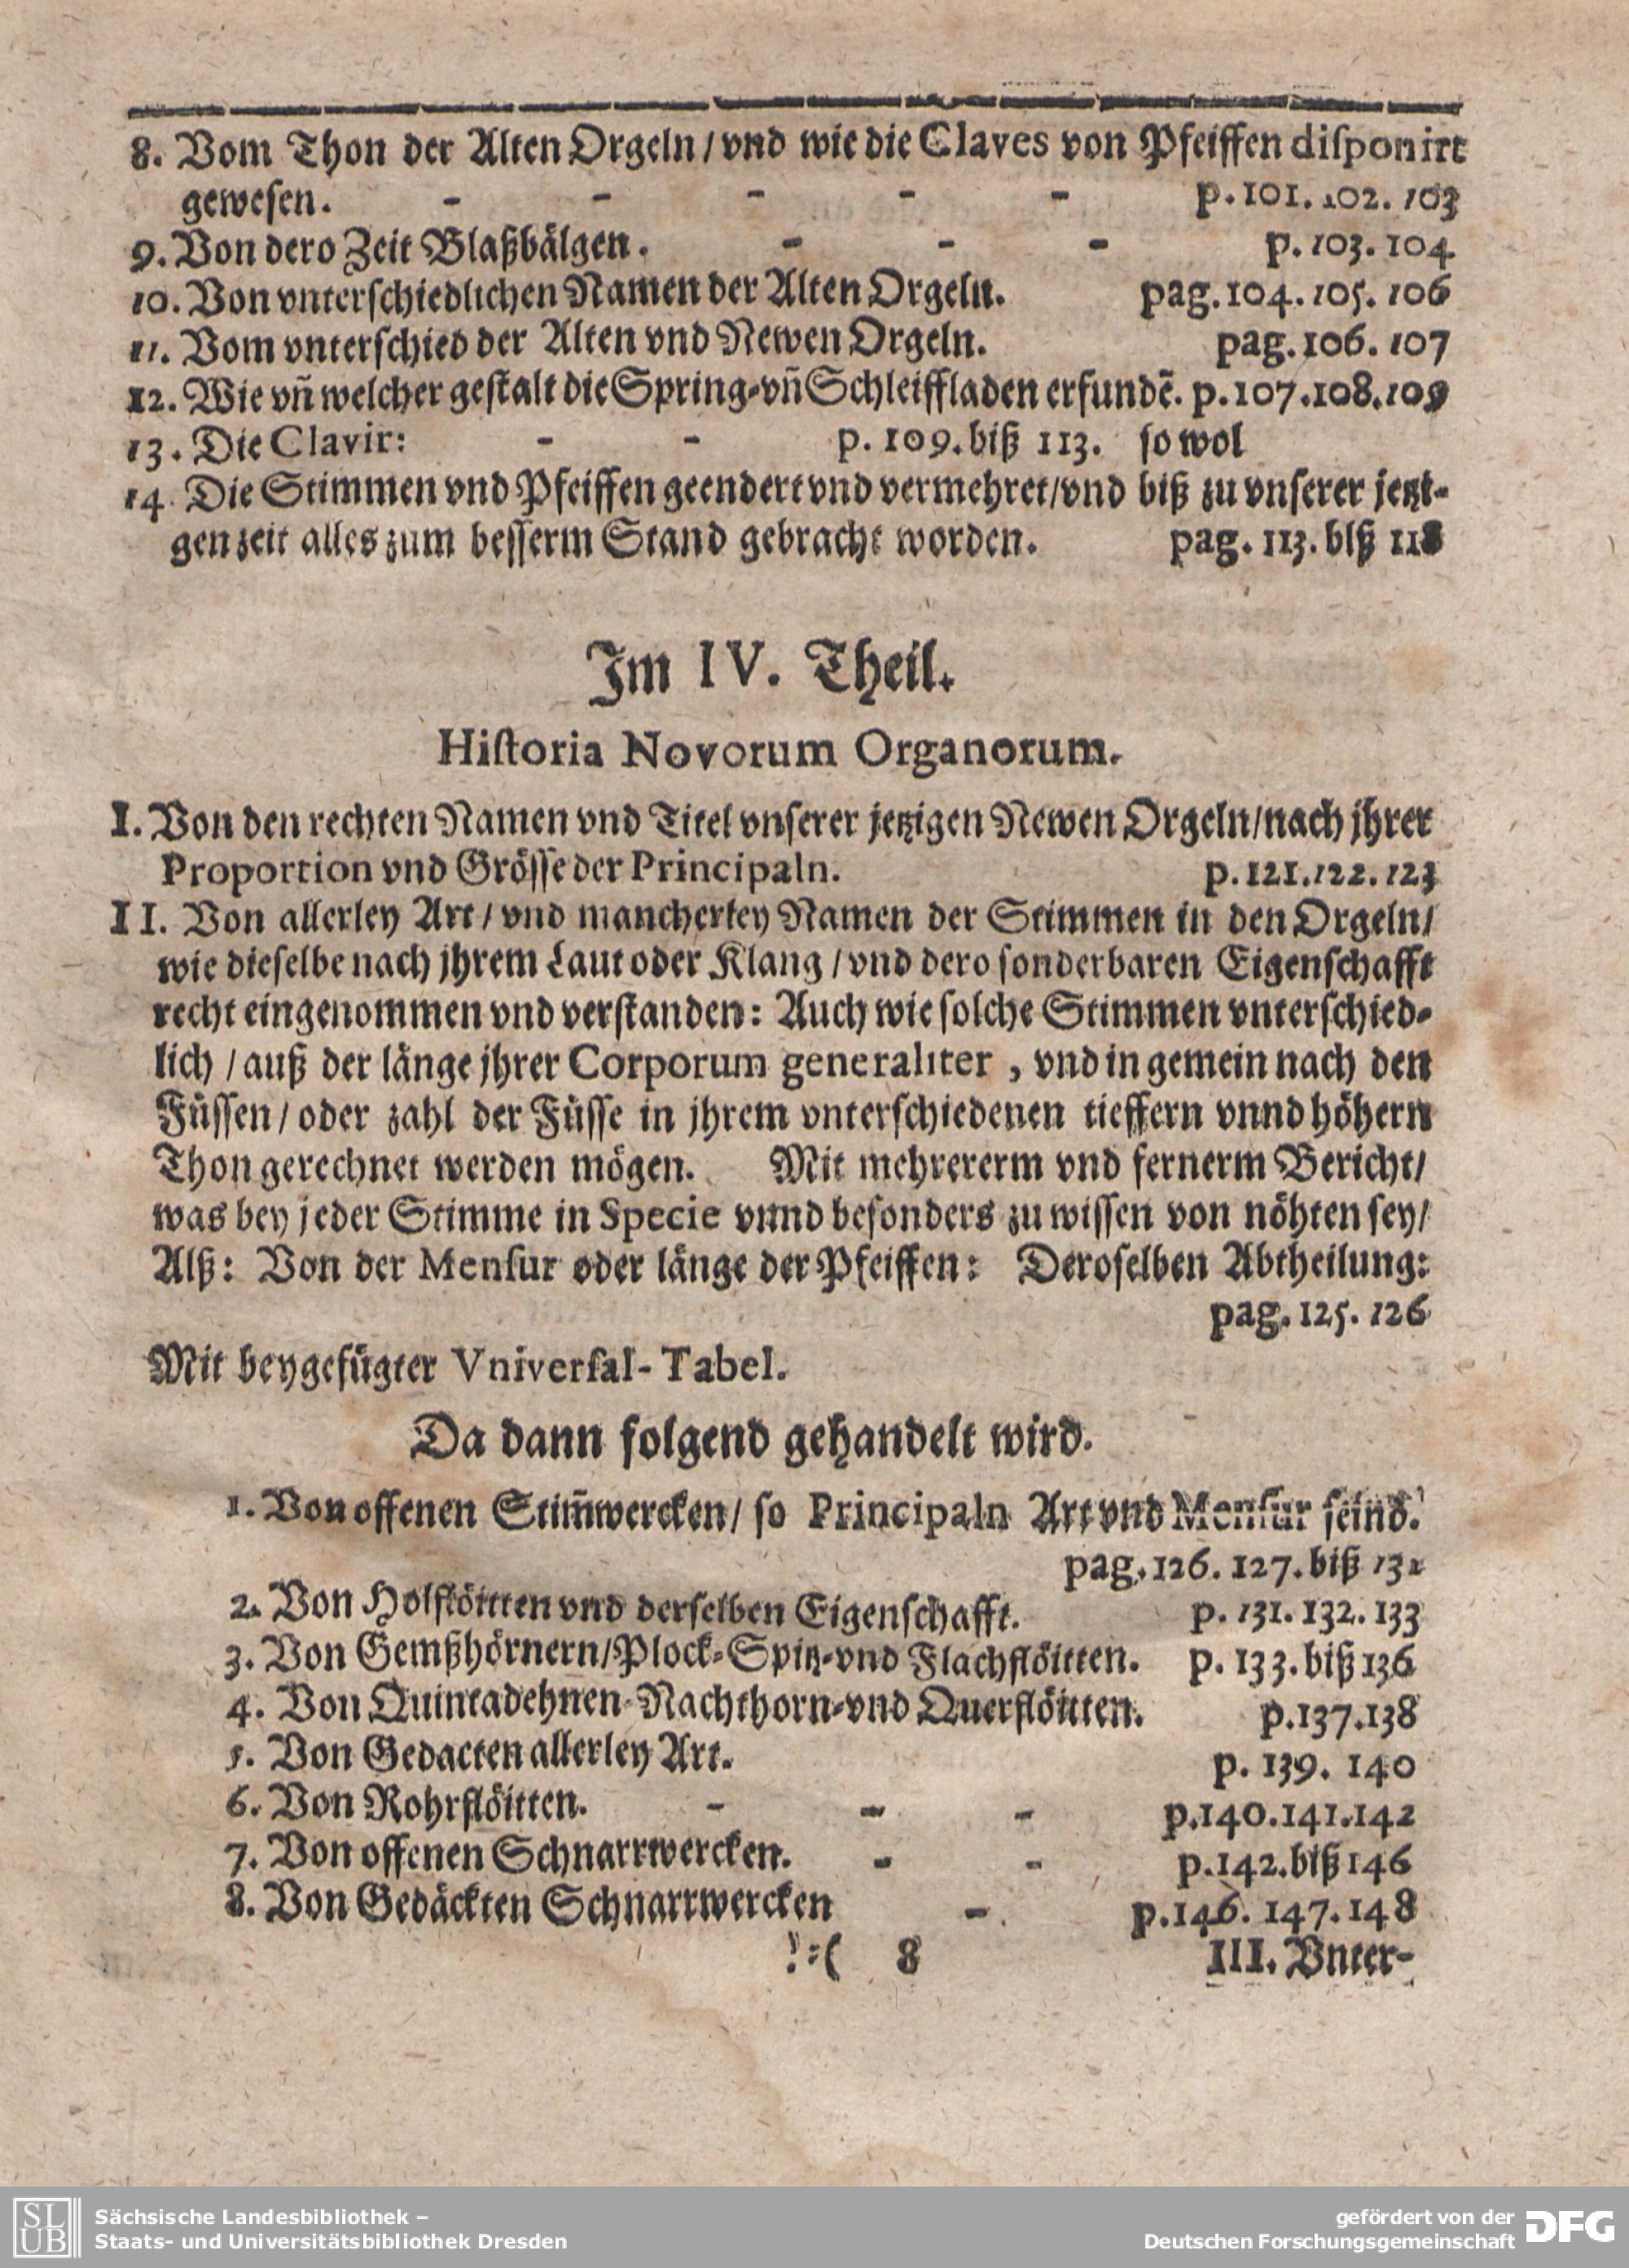 8. Vom Thon der Alten Orgeln/vnd wie die Claves von Pfeiffen diſponirt
gewesen. - - - - - p.101.102.103
9. Von dero Zeit Blaßbälgen. - - - p.103.104
10. Von vnterschiedlichen Namen der Alten Orgeln. pag.104.105.106
11. Vom vnterschied der Alten vnd Newen Orgeln. pag.106.107
12. Wie vñ welcher gestalt die Spring-vñ Schleiffladen erfundē. p.107.108.109
13. Die Clavir: - - p.109.biß 113. so wol
14. Die Stimmen vnd Pfeiffen geendert vnd vermehret/vnd biß zu vnserer jetzi-
gen zeit alles zum besserm Stand gebracht worden. pag.113.biß 118
Im IV. Theil.
Hiſtoria Novorum Organorum.
I. Von den rechten Namen vnd Titel vnserer jetzigen Newen Orgeln/nach jhrer
Proportion vnd Grösse der Principaln. p.121.122.123
II. Von allerley Art/vnd mancherley Namen der Stimmen in den Orgeln/
wie dieselbe nach jhrem Laut oder Klang/vnd dero sonderbaren Eigenschafft
recht eingenommen vnd verstanden: Auch wie solche Stimmen vnterschied-
lich/auß der länge jhrer Corporum generaliter, vnd in gemein nach den
Füssen/oder zahl der Füsse in jhrem vnterschiedenen tieffern vnnd höhern
Thon gerechnet werden mögen. Mit mehrererm vnd fernerm Bericht/
was bey jeder Stimme in Specie vnnd besonders zu wissen von nöhten sey/
Alß: Von der Menſur oder länge der Pfeiffen: Deroselben Abtheilung:
pag.125.126
Mit beygefügter Vniverſal-Tabel.
Da dann folgend gehandelt wird.
1. Von offenen Stim̃wercken/so Principaln Art vnd Menſur seind.
pag.126.127.biß 131
2. Von Holflöitten vnd derselben Eigenschafft. p.131.132.133
3. Von Gemßhörnern/Plock-Spitz-vnd Flachflöitten. p.133.biß 136
4. Von Quintadehnen-Nachthorn-vnd Querflöitten. p.137.138
5. Von Gedacten allerley Art. p.139.140
6. Von Rohrflöitten. - - - p.140.141.142
7. Von offenen Schnarrwercken. - - p.142.biß 146
8. Von Gedäckten Schnarrwercken - p.146.147.148
):( 8 III. Vnter-
SLUB Sächsische Landesbibliothek – gefördert von der DFG
Staats- und Universitätsbibliothek Dresden Deutschen Forschungsgemeinschaft